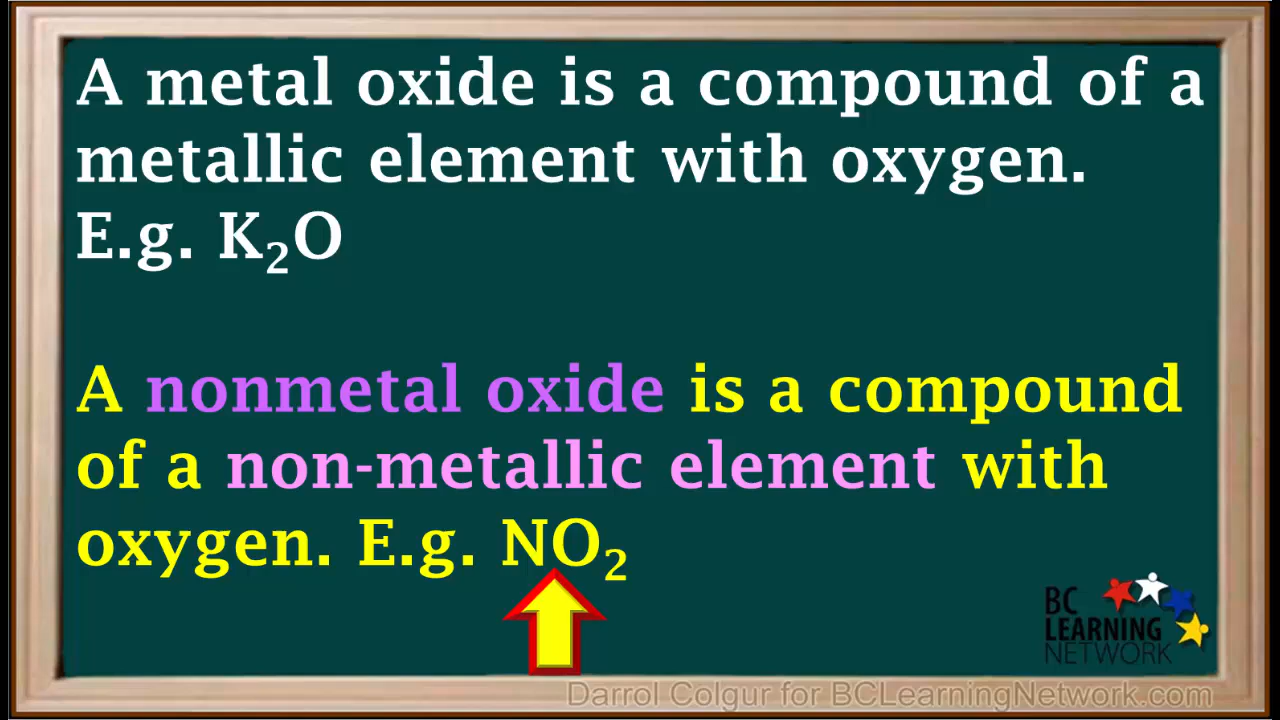 A metal oxide is a compound of a
metallic element with oxygen.
E.g. K₂O
A nonmetal oxide is a compound
of a non-metallic element with
oxygen. E.g. NO₂
BC
LEARNING
NETWORK
Darrol Colgur for BCLearningNetwork.com